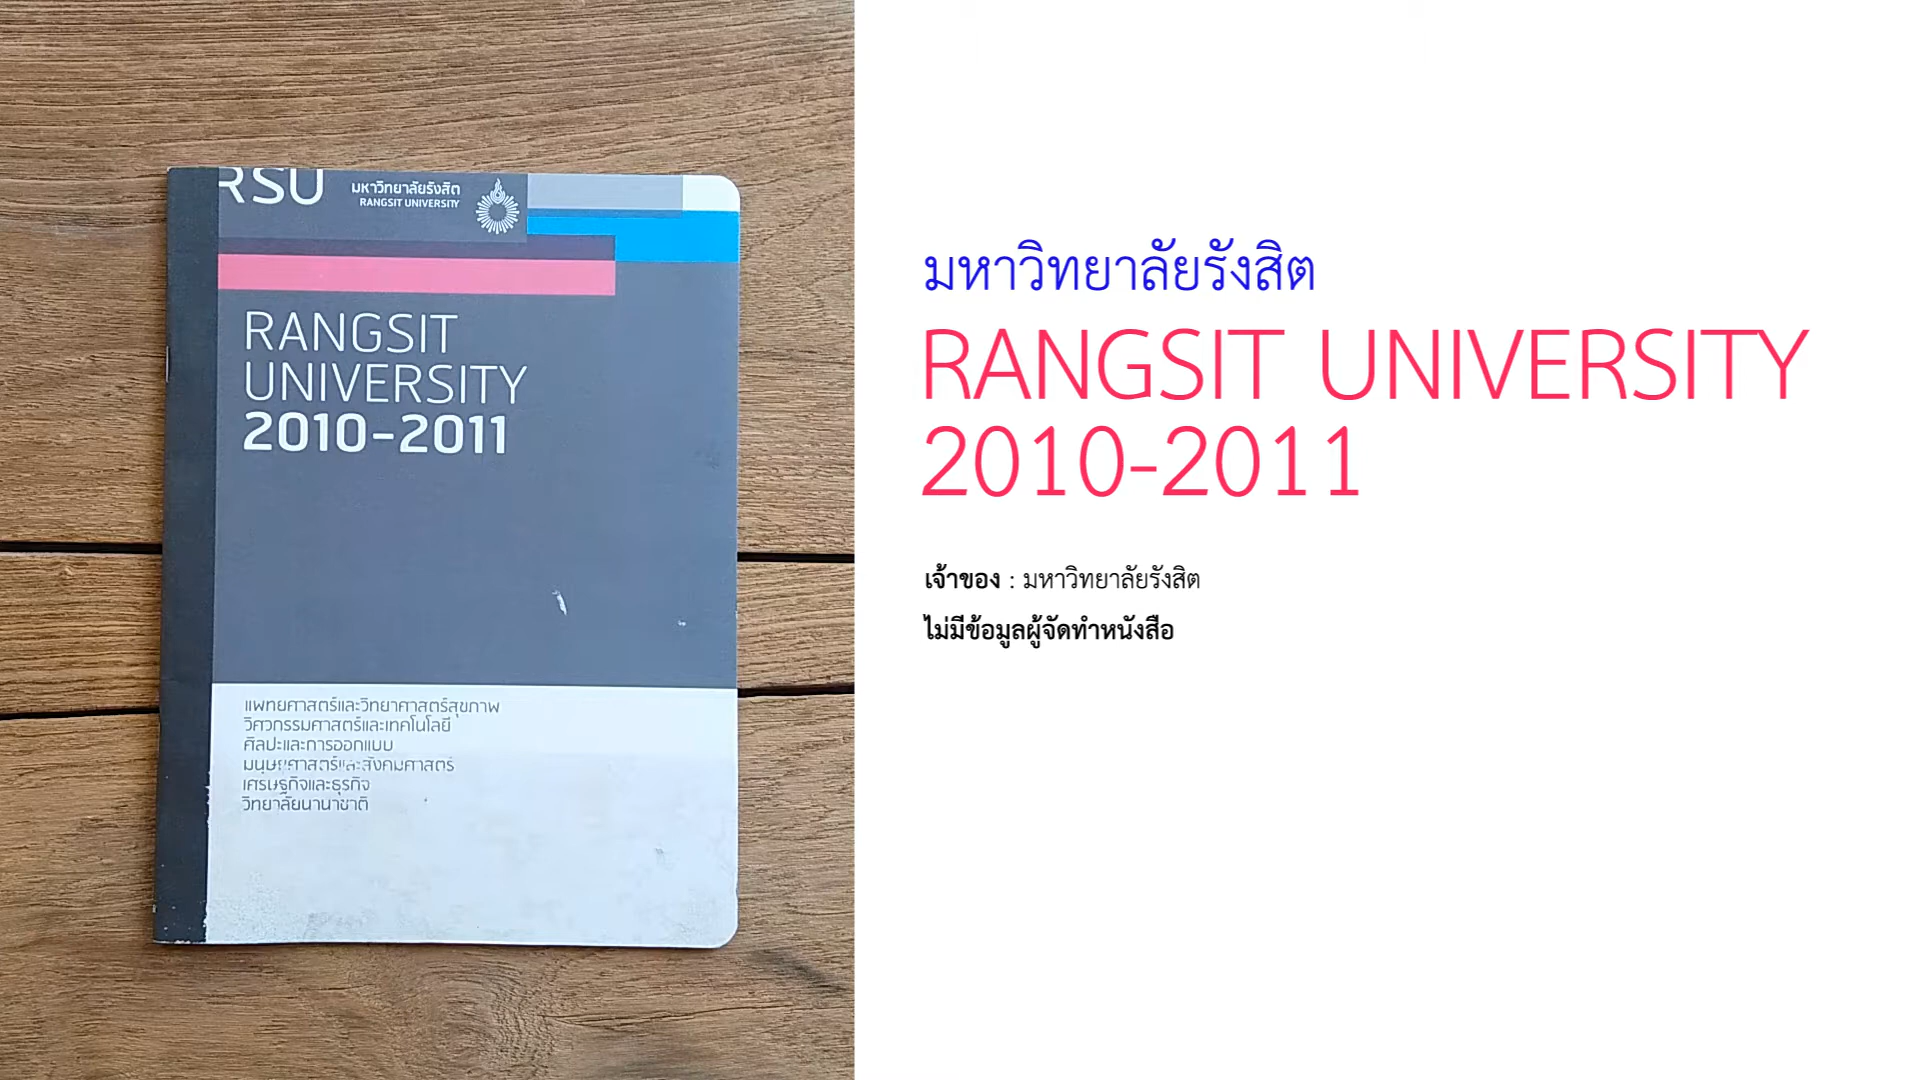 RSU
มหาวิทยาลัยรังสิต
RANGSIT UNIVERSITY
RANGSIT
UNIVERSITY
2010-2011
แพทยศาสตร์และวิทยาศาสตร์สุขภาพ
วิศวกรรมศาสตร์และเทคโนโลยี
ศิลปะและการออกแบบ
มนุษยศาสตร์และสังคมศาสตร์
เศรษฐกิจและธุรกิจ
วิทยาลัยนานาชาติ
มหาวิทยาลัยรังสิต
RANGSIT UNIVERSITY
2010-2011
เจ้าของ : มหาวิทยาลัยรังสิต
ไม่มีข้อมูลผู้จัดทำหนังสือ